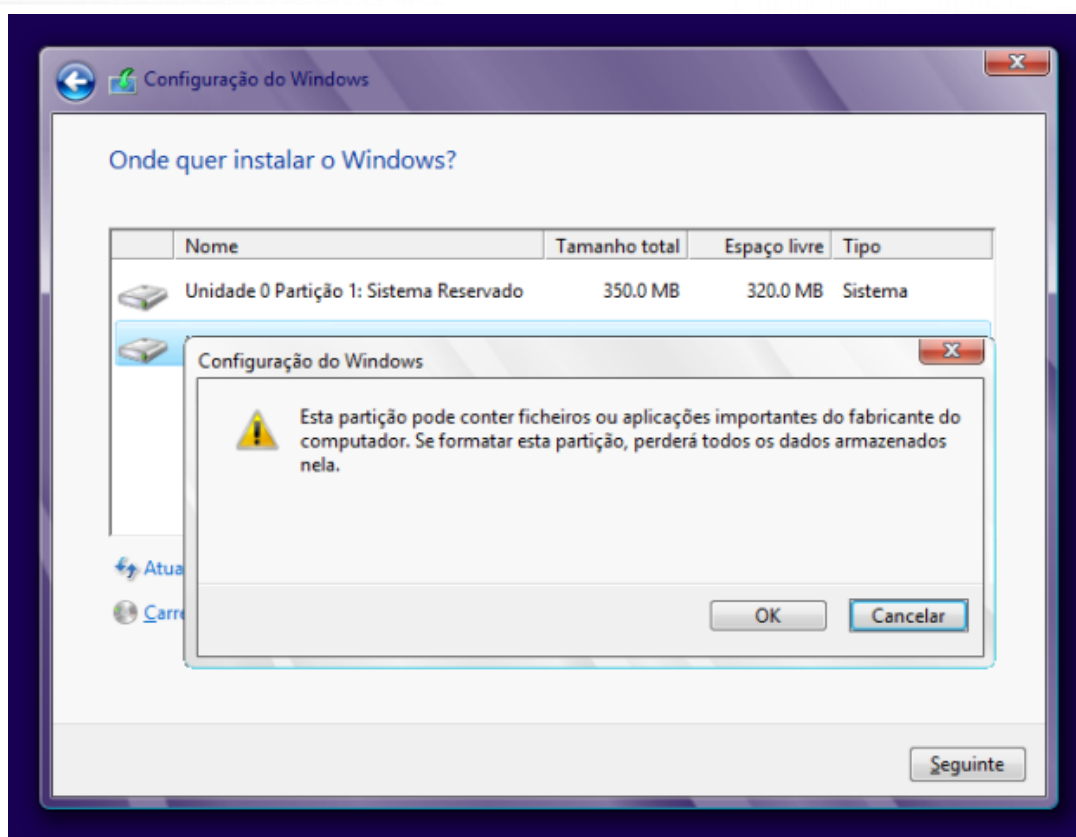 Configuração do Windows
Onde quer instalar o Windows?
Nome Tamanho total Espaço livre Tipo
Unidade 0 Partição 1: Sistema Reservado 350.0 MB 320.0 MB Sistema
Configuração do Windows
Esta partição pode conter ficheiros ou aplicações importantes do fabricante do
computador. Se formatar esta partição, perderá todos os dados armazenados
nela.
Atua
Carre
OK Cancelar
Seguinte